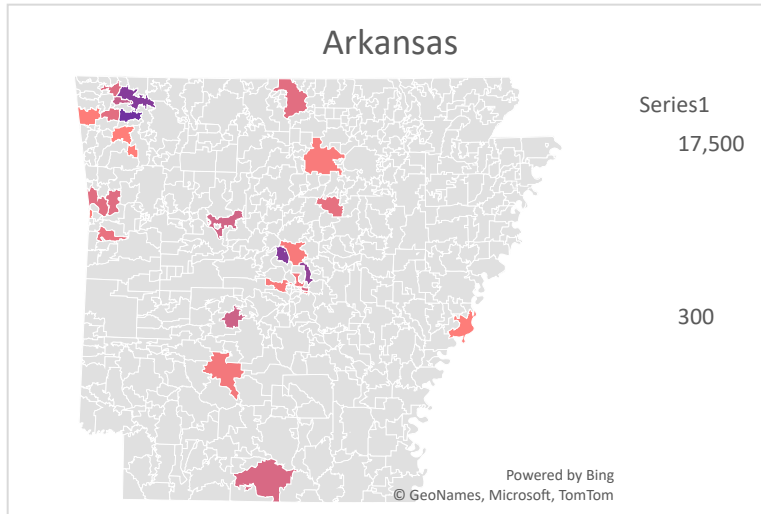 Arkansas
Series1
17,500
300
Powered by Bing
© GeoNames, Microsoft, TomTom